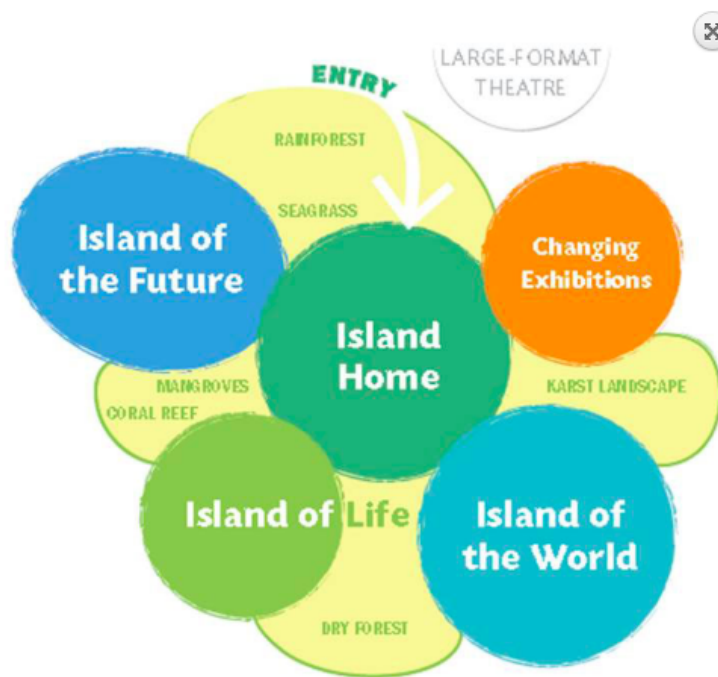 LARGE-FORMAT
THEATRE
ENTRY
RAINFOREST
SEAGRASS
Island of
the Future
Changing
Exhibitions
Island
Home
MANGROVES
CORAL REEF
KARST LANDSCAPE
Island of Life
Island of
the World
DRY FOREST